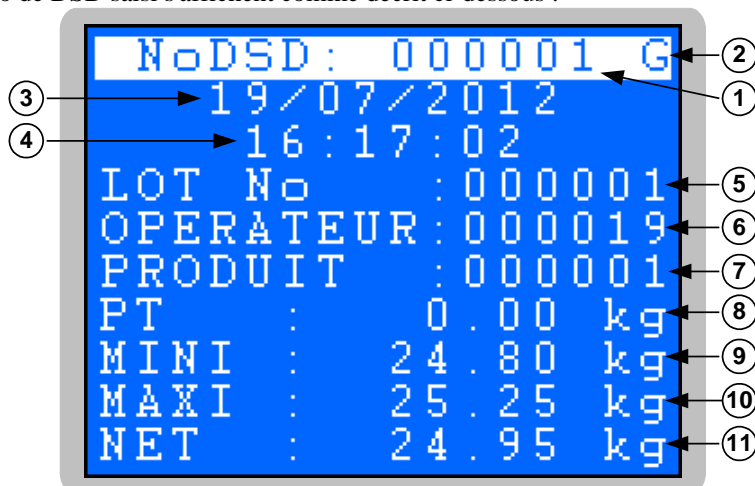 o de DSD saisi s'affichent comme décrit ci-dessous :
NoDSD: 000001 G
2
1
3
19/07/2012
4
16:17:02
LOT No :000001
5
OPERATEUR:000019
6
PRODUIT :000001
7
PT : 0.00 kg
8
MINI : 24.80 kg
9
MAXI : 25.25 kg
10
NET : 24.95 kg
11